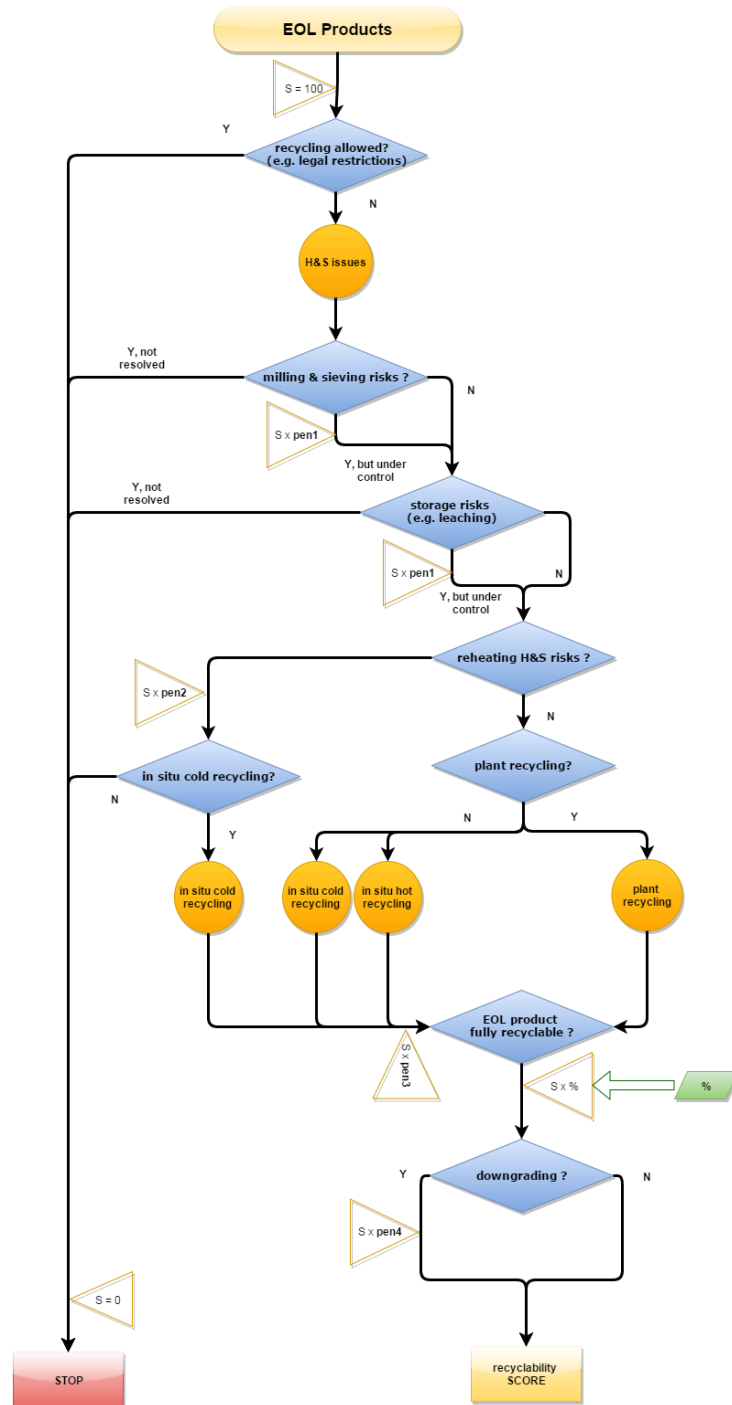 EOL Products
S = 100
Y
recycling allowed?
(e.g. legal restrictions)
N
H&S issues
Y, not
resolved
milling & sieving risks ?
N
S x pen1
Y, but under
control
Y, not
resolved
storage risks
(e.g. leaching)
S x pen1
N
Y, but under
control
reheating H&S risks ?
S x pen2
N
in situ cold recycling?
plant recycling?
N
Y
N
Y
in situ cold
recycling
in situ cold
recycling
in situ hot
recycling
plant
recycling
EOL product
fully recyclable ?
S x pen3
S x %
%
downgrading ?
Y
N
S x pen4
S = 0
STOP
recyclability
SCORE